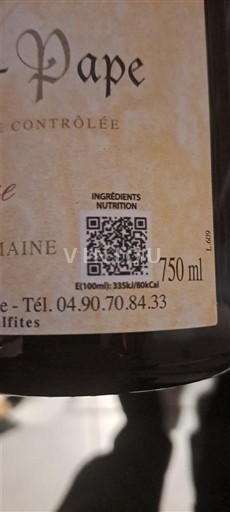 -Pape
E CONTRÔLÉE
e
INGRÉDIENTS
NUTRITION
MAINE
750 ml
L.609
E(100ml): 335kJ/80kCal
e - Tél. 04.90.70.84.33
lfites